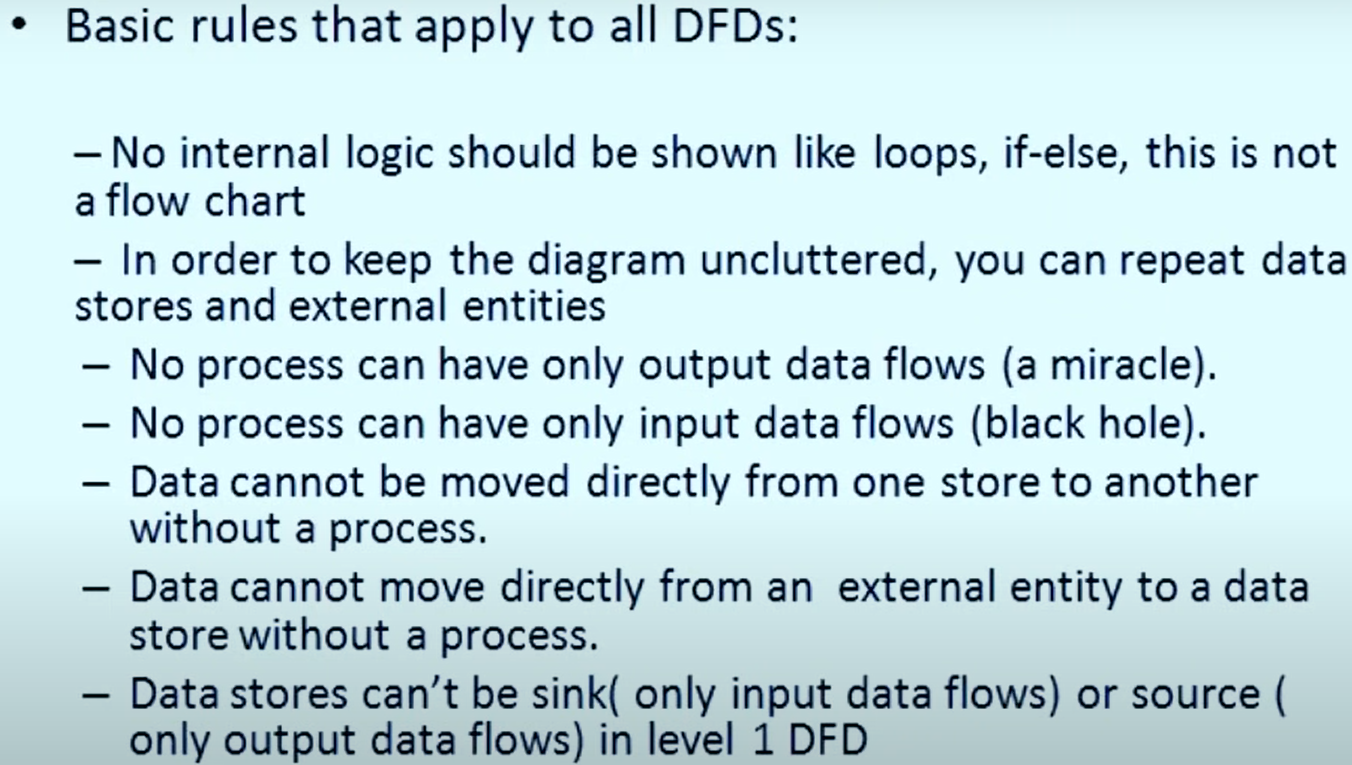 • Basic rules that apply to all DFDs:
– No internal logic should be shown like loops, if-else, this is not
a flow chart
– In order to keep the diagram uncluttered, you can repeat data
stores and external entities
– No process can have only output data flows (a miracle).
– No process can have only input data flows (black hole).
– Data cannot be moved directly from one store to another
without a process.
– Data cannot move directly from an external entity to a data
store without a process.
– Data stores can't be sink( only input data flows) or source (
only output data flows) in level 1 DFD